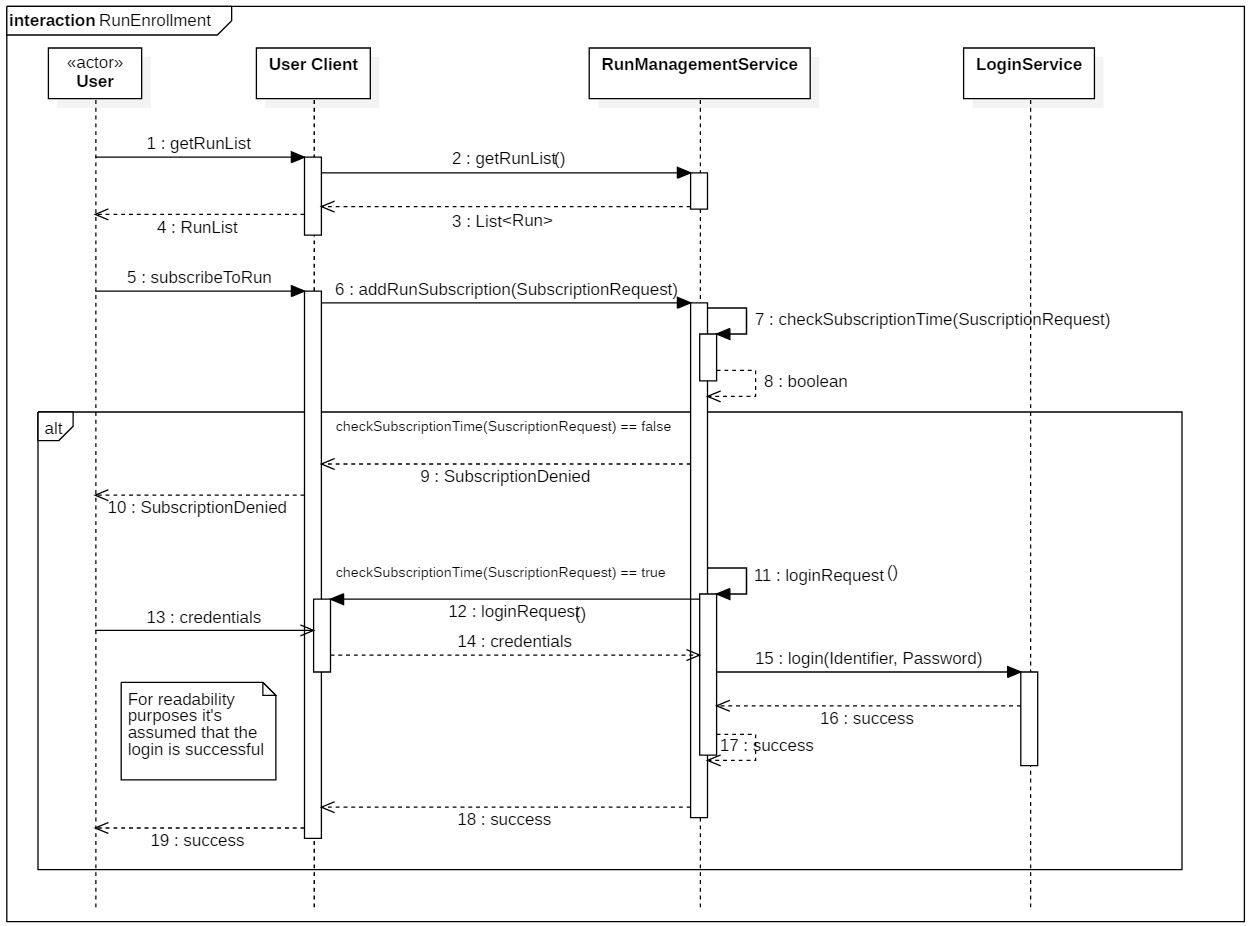 interaction RunEnrollment
«actor»
User
User Client
RunManagementService
LoginService
1 : getRunList
2 : getRunList()
3 : List<Run>
4 : RunList
5 : subscribeToRun
6 : addRunSubscription(SubscriptionRequest)
7 : checkSubscriptionTime(SuscriptionRequest)
8 : boolean
alt
checkSubscriptionTime(SuscriptionRequest) == false
9 : SubscriptionDenied
10 : SubscriptionDenied
checkSubscriptionTime(SuscriptionRequest) == true
11 : loginRequest()
12 : loginRequest()
13 : credentials
14 : credentials
15 : login(Identifier, Password)
For readability
purposes it's
assumed that the
login is successful
16 : success
17 : success
18 : success
19 : success